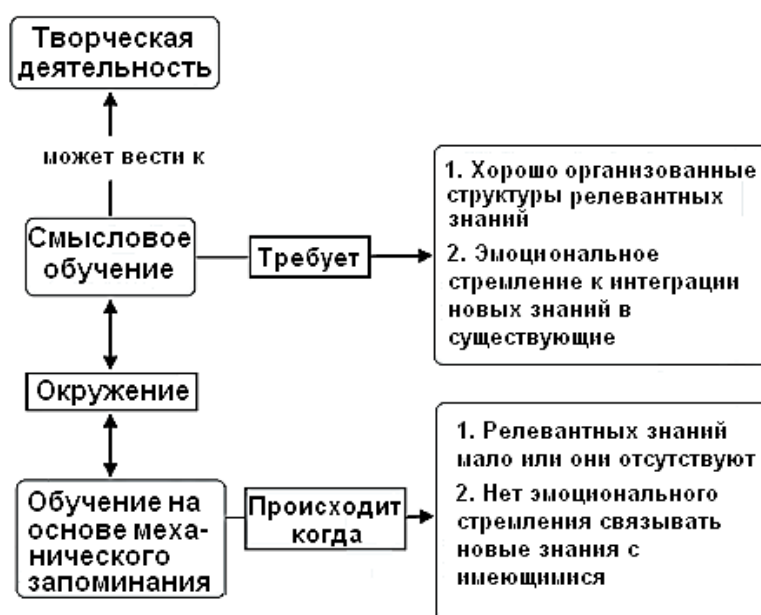 Творческая
деятельность
может вести к
Смысловое
обучение
Требует
1. Хорошо организованные
структуры релевантных
знаний
2. Эмоциональное
стремление к интеграции
новых знаний в
существующие
Окружение
Обучение на
основе меха-
нического
запоминания
Происходит
когда
1. Релевантных знаний
мало или они отсутствуют
2. Нет эмоционального
стремления связывать
новые знания с
имеющимися